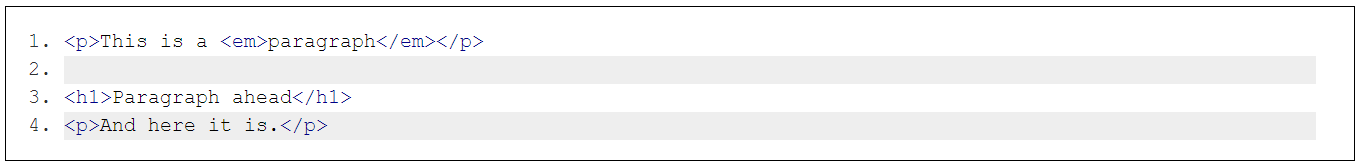 1. <p>This is a <em>paragraph</em></p>
2.
3. <h1>Paragraph ahead</h1>
4. <p>And here it is.</p>